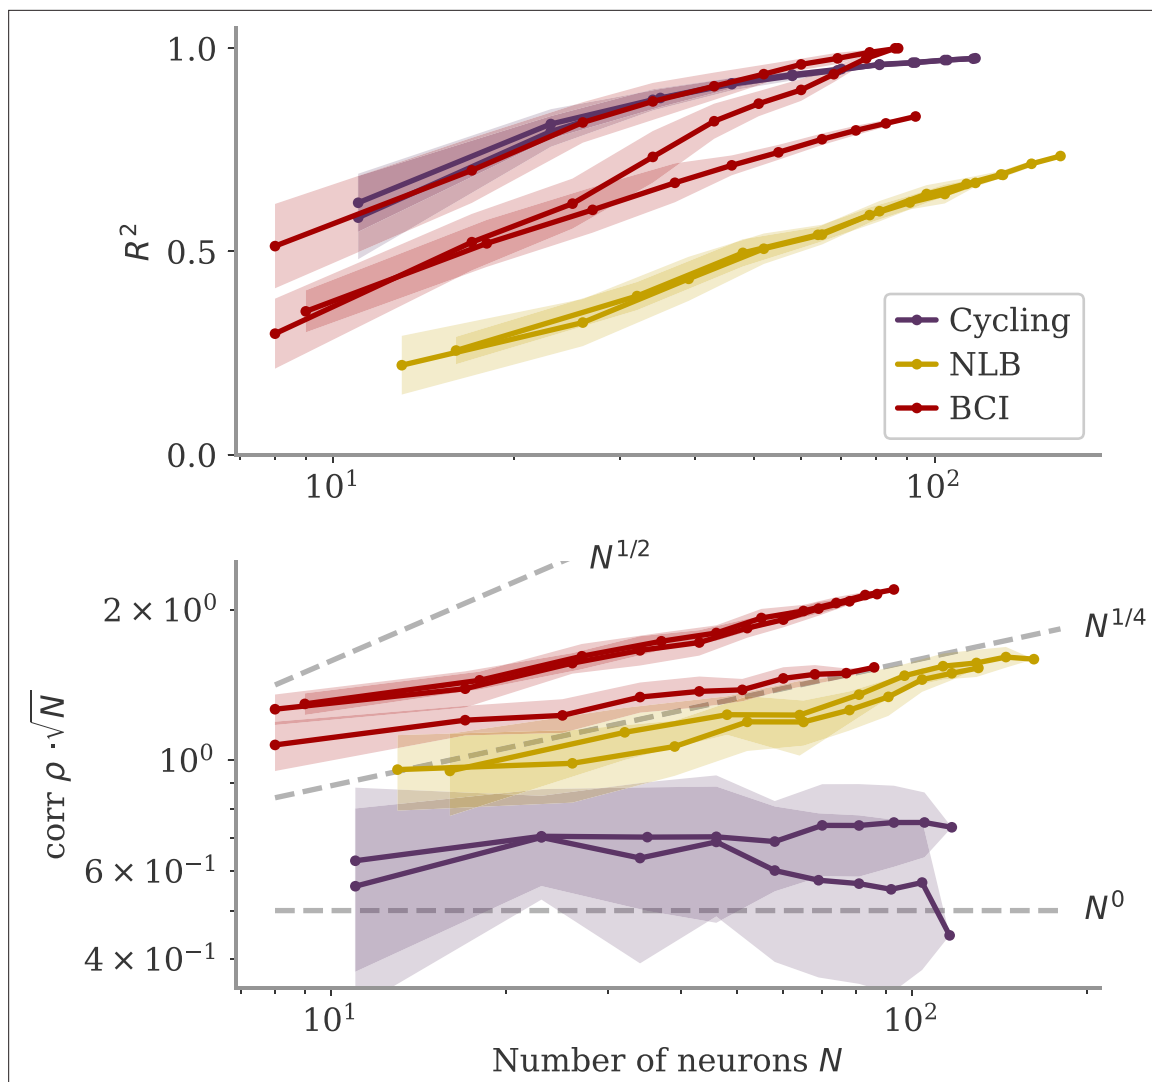 1.0
0.5
0.0
R²
Cycling
NLB
BCI
10¹
10²
N^{1/2}
2 × 10⁰
N^{1/4}
10⁰
6 × 10⁻¹
N⁰
4 × 10⁻¹
corr ρ ·√N
10¹
10²
Number of neurons N